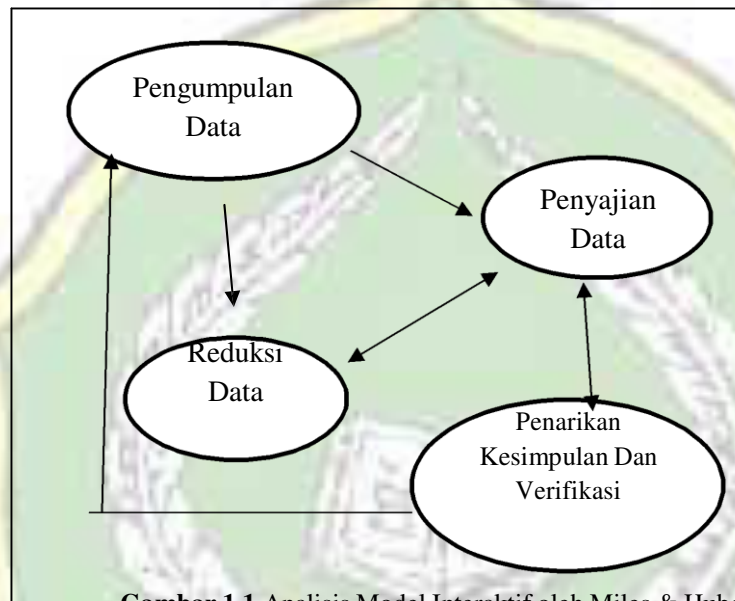 Pengumpulan
Data
Penyajian
Data
Reduksi
Data
Penarikan
Kesimpulan Dan
Verifikasi
Gambar 1.1 Analisis Model Interaktif oleh Miles &